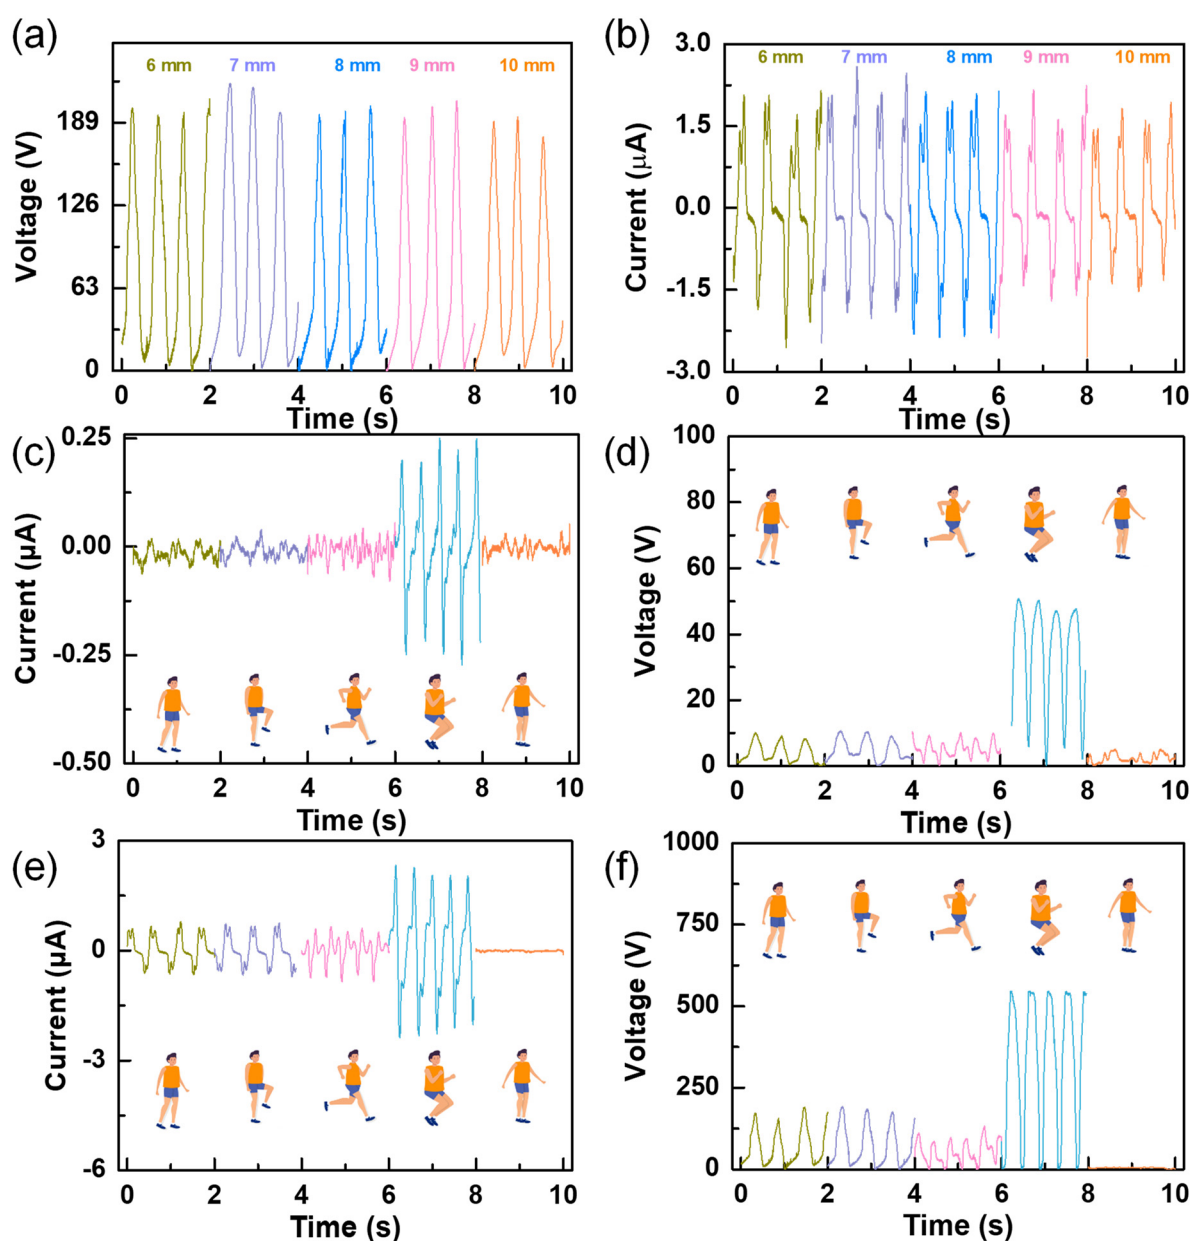 (a)
6 mm 7 mm 8 mm 9 mm 10 mm
Voltage (V)
189
126
63
0
0 2 4 6 8 10
Time (s)
(b)
6 mm 7 mm 8 mm 9 mm 10 mm
Current (μA)
3.0
1.5
0.0
-1.5
-3.0
0 2 4 6 8 10
Time (s)
(c)
Current (μA)
0.25
0.00
-0.25
-0.50
0 2 4 6 8 10
Time (s)
(d)
Voltage (V)
100
80
60
40
20
0
0 2 4 6 8 10
Time (s)
(e)
Current (μA)
3
0
-3
-6
0 2 4 6 8 10
Time (s)
(f)
Voltage (V)
1000
750
500
250
0
0 2 4 6 8 10
Time (s)